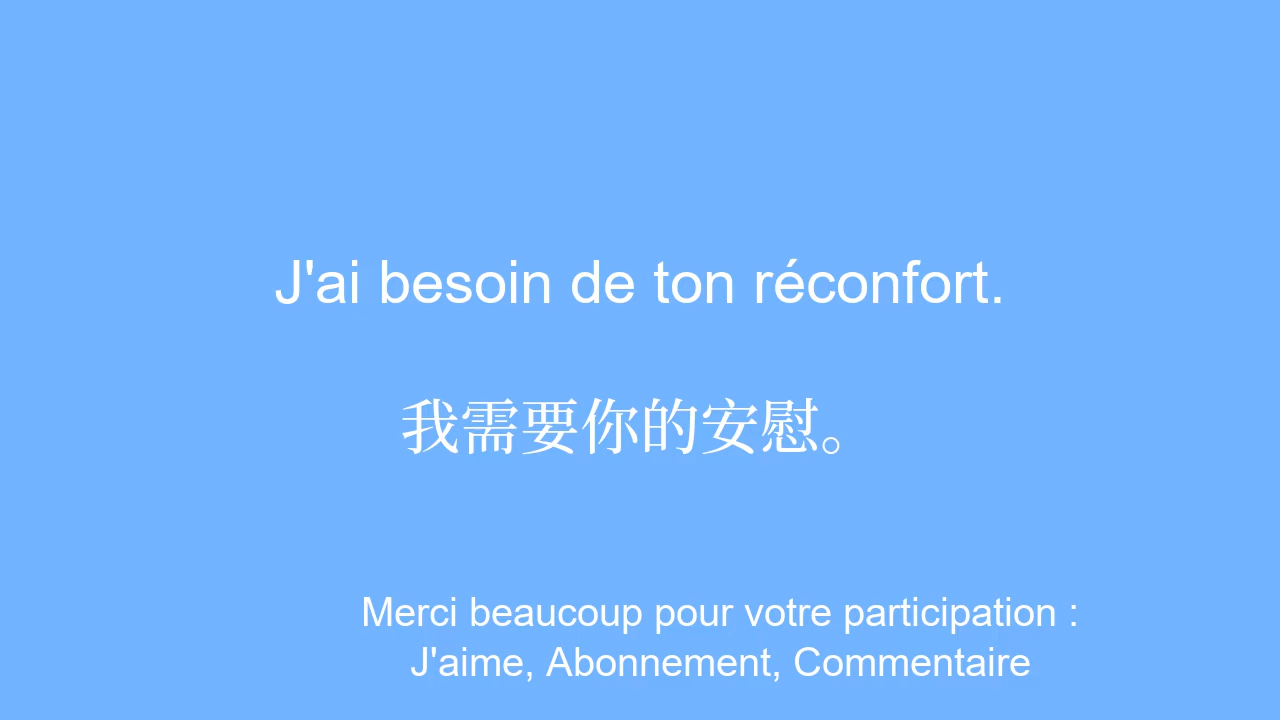 J'ai besoin de ton réconfort.
我需要你的安慰。
Merci beaucoup pour votre participation :
J'aime, Abonnement, Commentaire